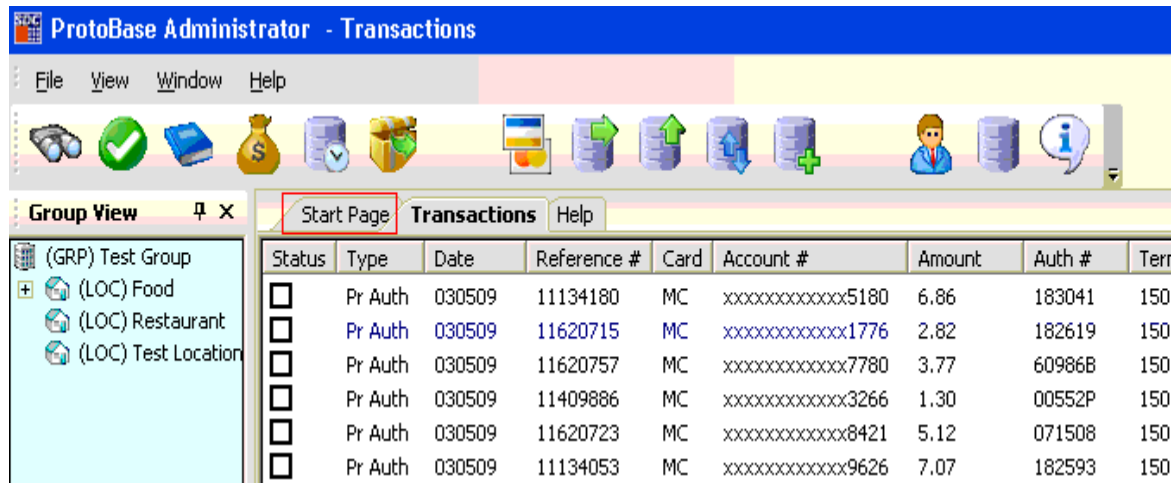 SDC ProtoBase Administrator - Transactions
File View Window Help
Group View
Start Page Transactions Help
(GRP) Test Group
(LOC) Food
(LOC) Restaurant
(LOC) Test Location
Status Type Date Reference # Card Account # Amount Auth #
Pr Auth 030509 11134180 MC xxxxxxxxxxxx5180 6.86 183041 150
Pr Auth 030509 11620715 MC xxxxxxxxxxxx1776 2.82 182619 150
Pr Auth 030509 11620757 MC xxxxxxxxxxxx7780 3.77 60986B 150
Pr Auth 030509 11409886 MC xxxxxxxxxxxx3266 1.30 00552P 150
Pr Auth 030509 11620723 MC xxxxxxxxxxxx8421 5.12 071508 150
Pr Auth 030509 11134053 MC xxxxxxxxxxxx9626 7.07 182593 150